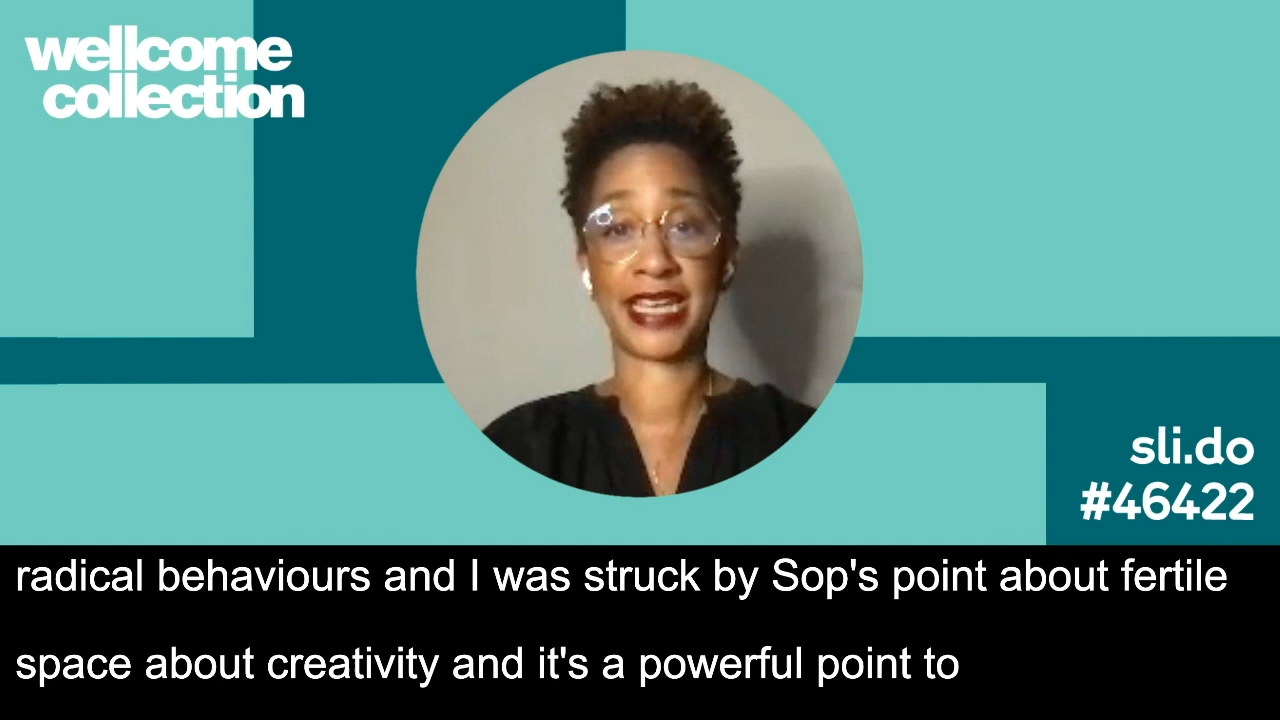 wellcome
collection
sli.do
#46422
radical behaviours and I was struck by Sop's point about fertile
space about creativity and it's a powerful point to